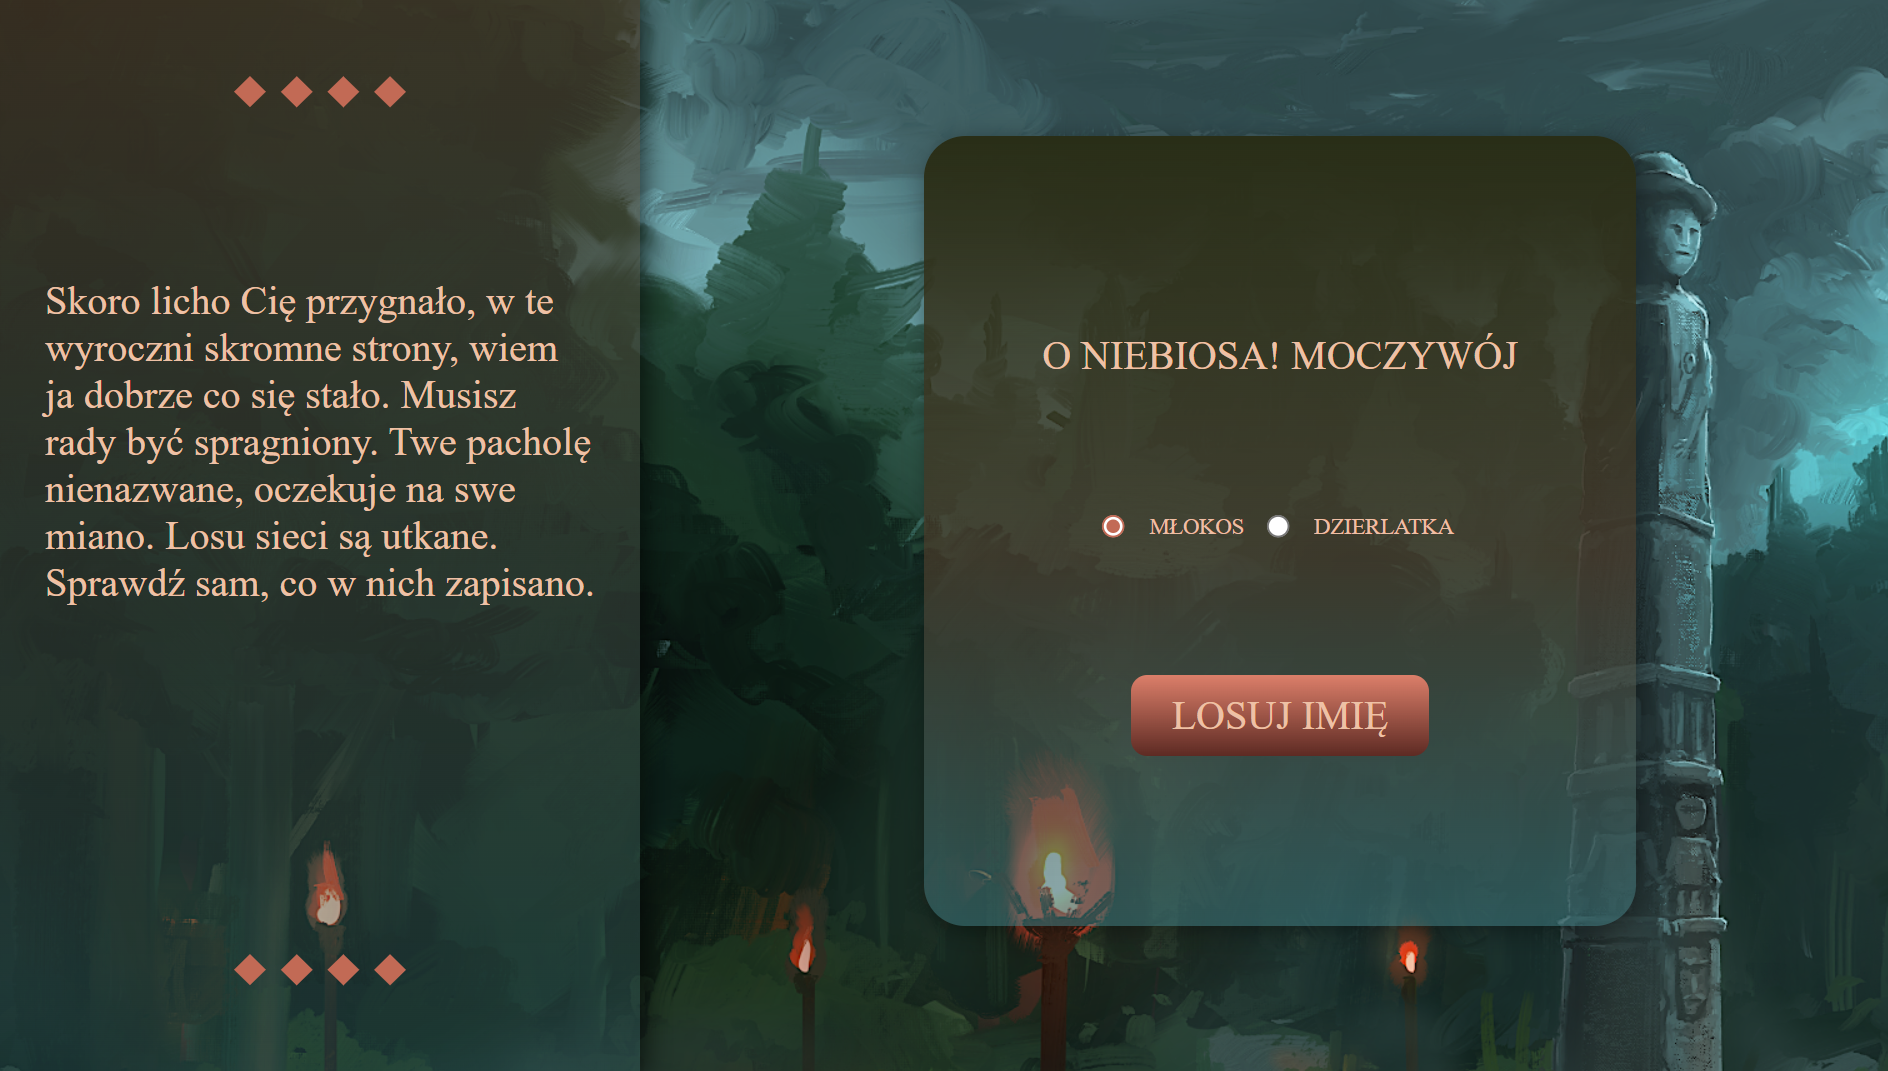 Skoro licho Cię przygnało, w te
wyroczni skromne strony, wiem
ja dobrze co się stało. Musisz
rady być spragniony. Twe pacholę
nienazwane, oczekuje na swe
miano. Losu sieci są utkane.
Sprawdź sam, co w nich zapisano.
O NIEBIOSA! MOCZYWÓJ
MŁOKOS DZIERLATKA
LOSUJ IMIĘ